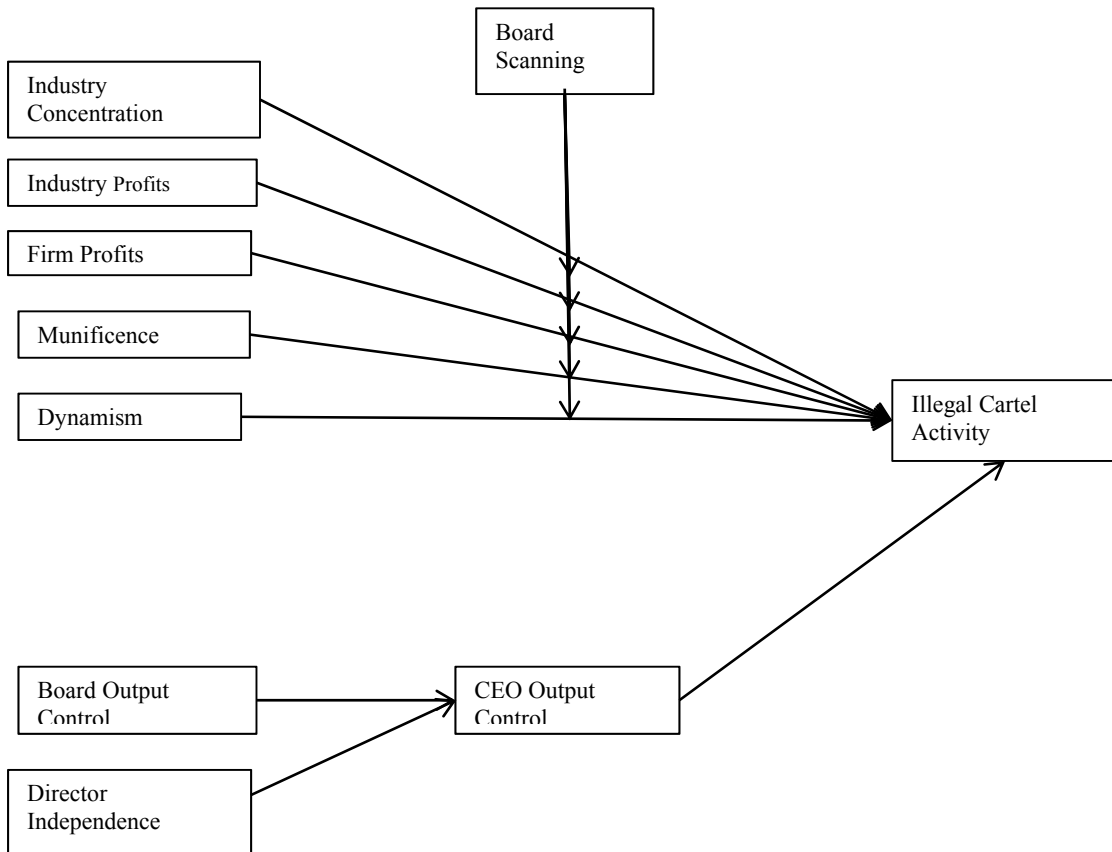 Board
Scanning
Industry
Concentration
Industry Profits
Firm Profits
Munificence
Dynamism
Illegal Cartel
Activity
Board Output
Control
CEO Output
Control
Director
Independence